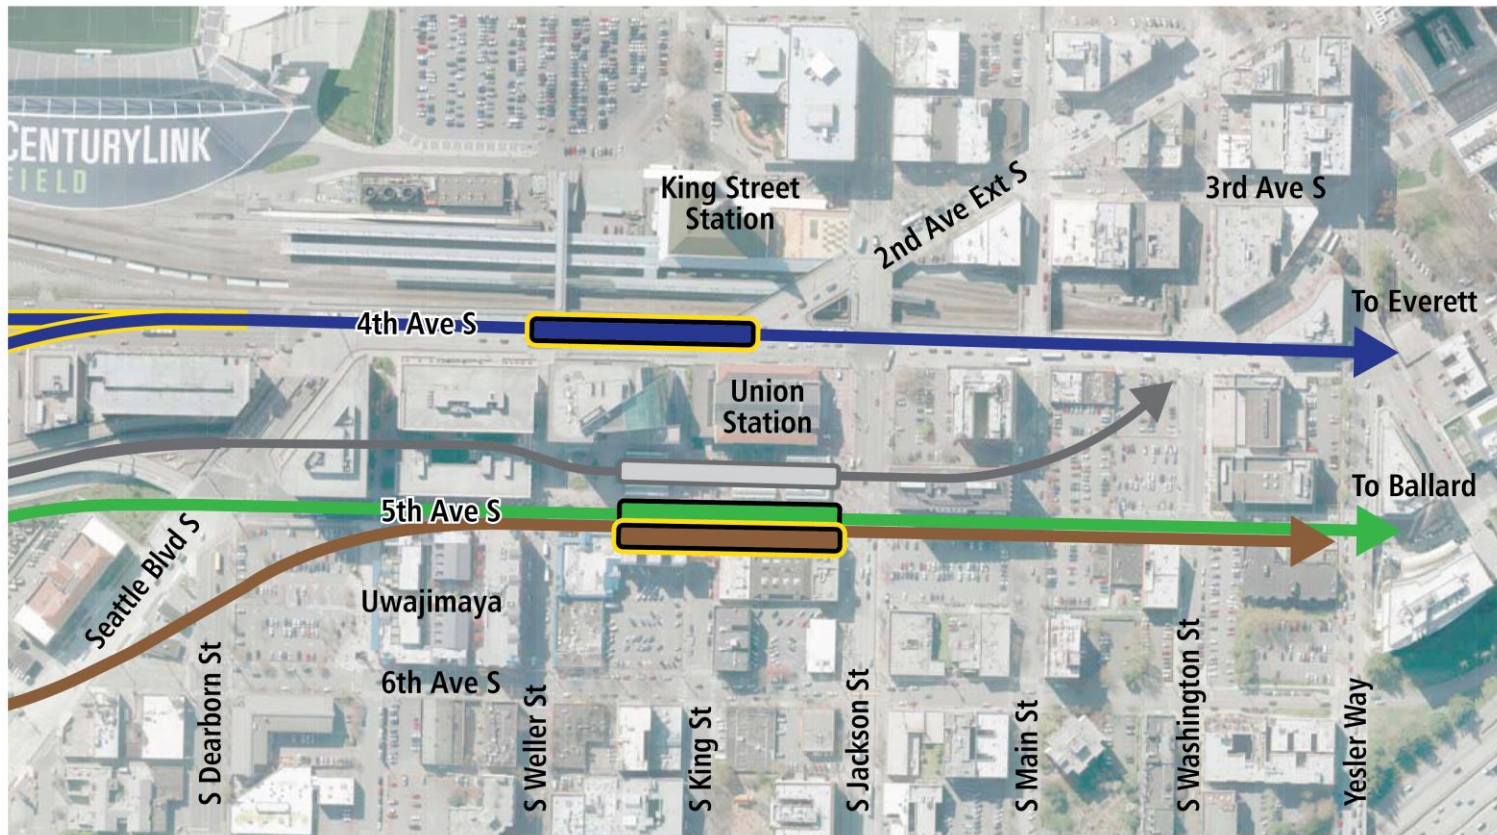 CENTURYLINK
FIELD
King Street
Station
2nd Ave Ext S
3rd Ave S
To Everett
4th Ave S
Union
Station
To Ballard
5th Ave S
Seattle Blvd S
Uwajimaya
6th Ave S
S Dearborn St
S Weller St
S King St
S Jackson St
S Main St
S Washington St
Yesler Way